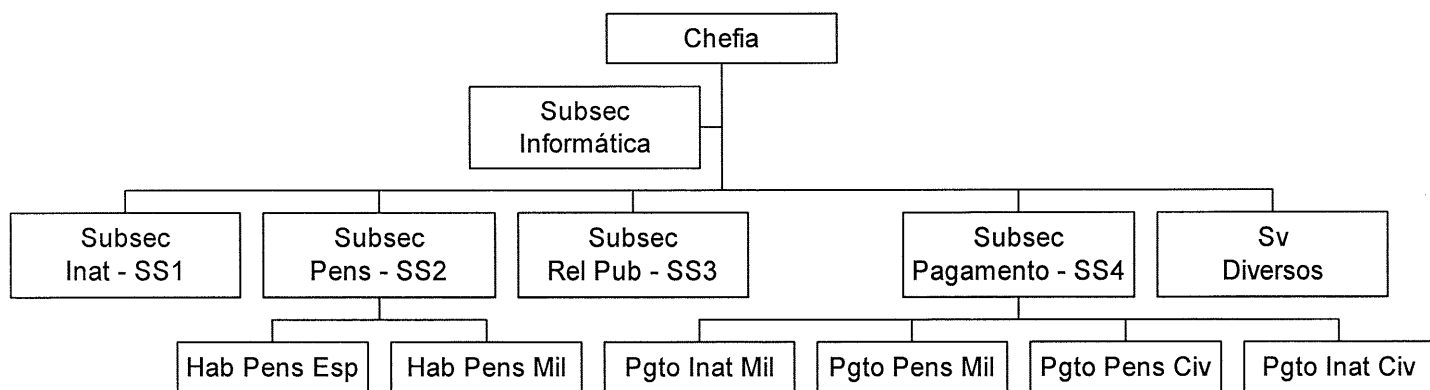 Chefia
Subsec
Informática
Subsec
Inat - SS1
Subsec
Pens - SS2
Subsec
Rel Pub - SS3
Subsec
Pagamento - SS4
Sv
Diversos
Hab Pens Esp
Hab Pens Mil
Pgto Inat Mil
Pgto Pens Mil
Pgto Pens Civ
Pgto Inat Civ